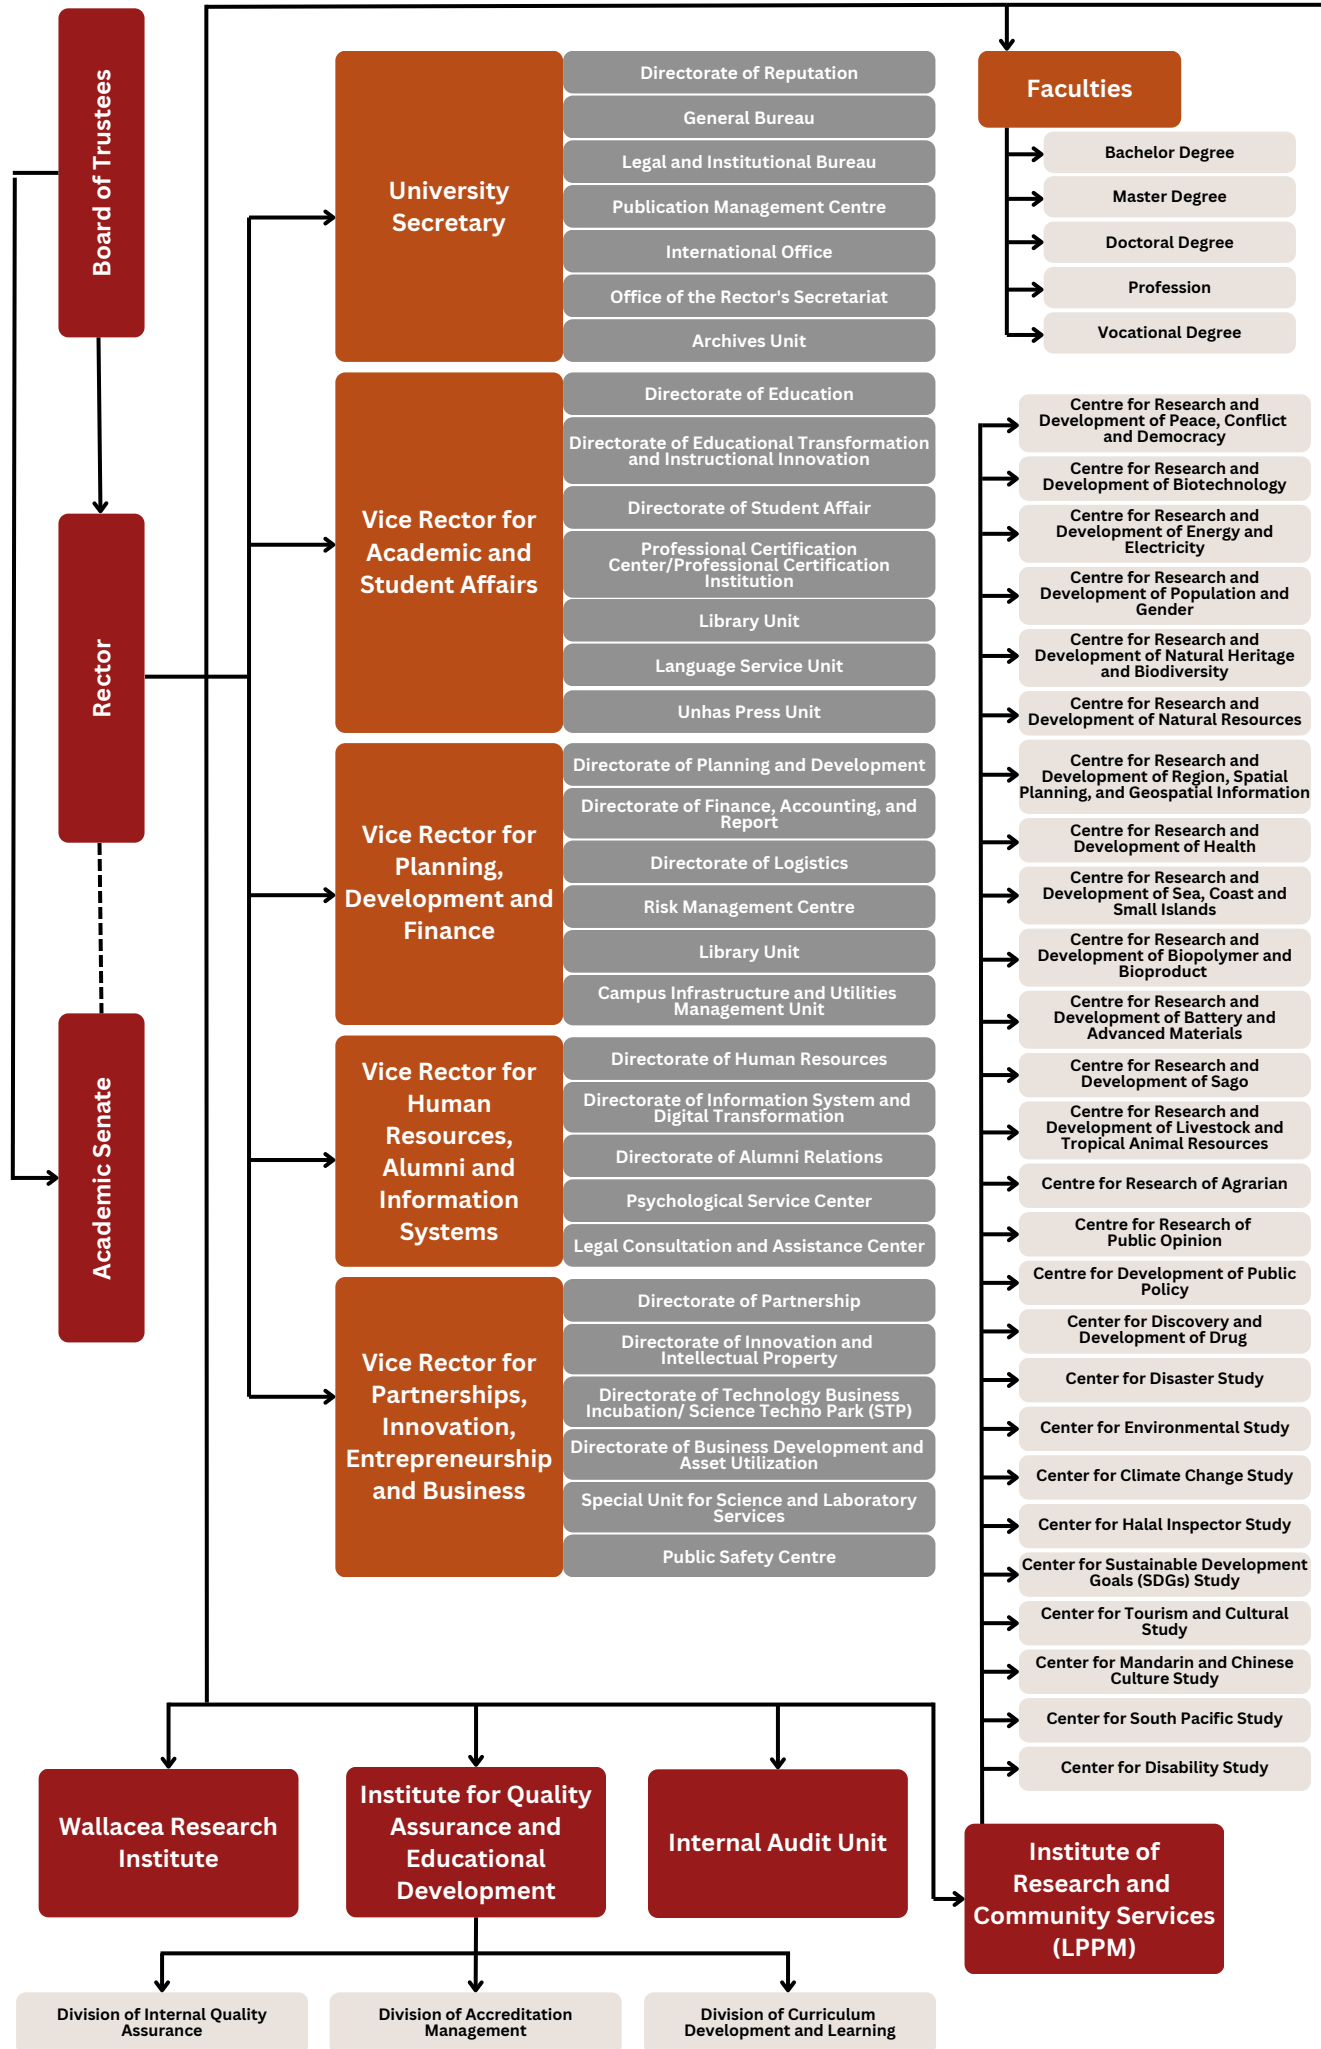 Board of Trustees
Rector
Academic Senate
University
Secretary
Directorate of Reputation
General Bureau
Legal and Institutional Bureau
Publication Management Centre
International Office
Office of the Rector's Secretariat
Archives Unit
Vice Rector for
Academic and
Student Affairs
Directorate of Education
Directorate of Educational Transformation
and Instructional Innovation
Directorate of Student Affair
Professional Certification
Center/Professional Certification
Institution
Library Unit
Language Service Unit
Unhas Press Unit
Vice Rector for
Planning,
Development and
Finance
Directorate of Planning and Development
Directorate of Finance, Accounting, and
Report
Directorate of Logistics
Risk Management Centre
Library Unit
Campus Infrastructure and Utilities
Management Unit
Vice Rector for
Human
Resources,
Alumni and
Information
Systems
Directorate of Human Resources
Directorate of Information System and
Digital Transformation
Directorate of Alumni Relations
Psychological Service Center
Legal Consultation and Assistance Center
Vice Rector for
Partnerships,
Innovation,
Entrepreneurship
and Business
Directorate of Partnership
Directorate of Innovation and
Intellectual Property
Directorate of Technology Business
Incubation/ Science Techno Park (STP)
Directorate of Business Development and
Asset Utilization
Special Unit for Science and Laboratory
Services
Public Safety Centre
Faculties
Bachelor Degree
Master Degree
Doctoral Degree
Profession
Vocational Degree
Centre for Research and
Development of Peace, Conflict
and Democracy
Centre for Research and
Development of Biotechnology
Centre for Research and
Development of Energy and
Electricity
Centre for Research and
Development of Population and
Gender
Centre for Research and
Development of Natural Heritage
and Biodiversity
Centre for Research and
Development of Natural Resources
Centre for Research and
Development of Region, Spatial
Planning, and Geospatial Information
Centre for Research and
Development of Health
Centre for Research and
Development of Sea, Coast and
Small Islands
Centre for Research and
Development of Biopolymer and
Bioproduct
Centre for Research and
Development of Battery and
Advanced Materials
Centre for Research and
Development of Sago
Centre for Research and
Development of Livestock and
Tropical Animal Resources
Centre for Research of Agrarian
Centre for Research of
Public Opinion
Centre for Development of Public
Policy
Center for Discovery and
Development of Drug
Center for Disaster Study
Center for Environmental Study
Center for Climate Change Study
Center for Halal Inspector Study
Center for Sustainable Development
Goals (SDGs) Study
Center for Tourism and Cultural
Study
Center for Mandarin and Chinese
Culture Study
Center for South Pacific Study
Center for Disability Study
Wallacea Research
Institute
Institute for Quality
Assurance and
Educational
Development
Internal Audit Unit
Institute of
Research and
Community Services
(LPPM)
Division of Internal Quality
Assurance
Division of Accreditation
Management
Division of Curriculum
Development and Learning